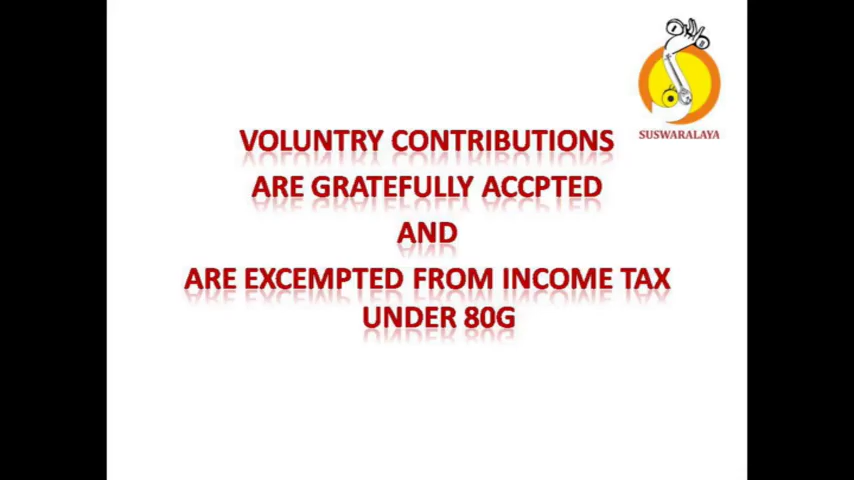 SUSWARALAYA
VOLUNTRY CONTRIBUTIONS
ARE GRATEFULLY ACCPTED
AND
ARE EXCEMPTED FROM INCOME TAX
UNDER 80G